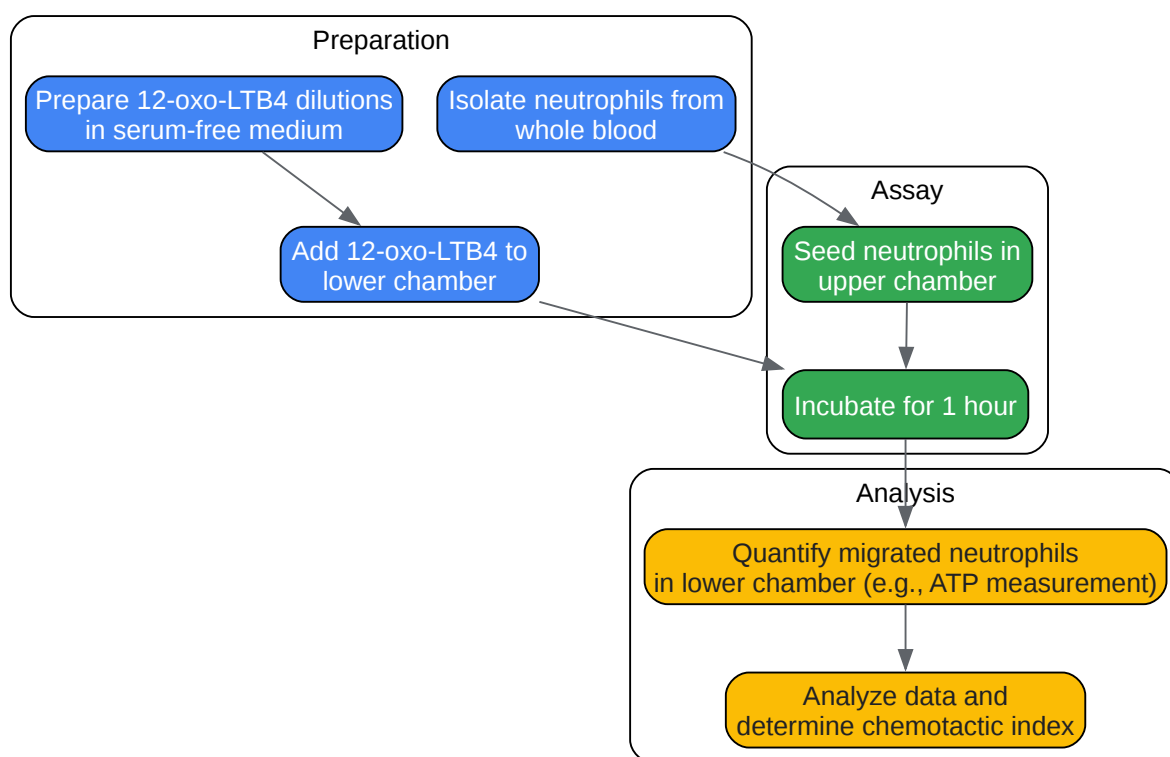 Preparation
Prepare 12-oxo-LTB4 dilutions
in serum-free medium
Isolate neutrophils from
whole blood
Add 12-oxo-LTB4 to
lower chamber
Assay
Seed neutrophils in
upper chamber
Incubate for 1 hour
Analysis
Quantify migrated neutrophils
in lower chamber (e.g., ATP measurement)
Analyze data and
determine chemotactic index